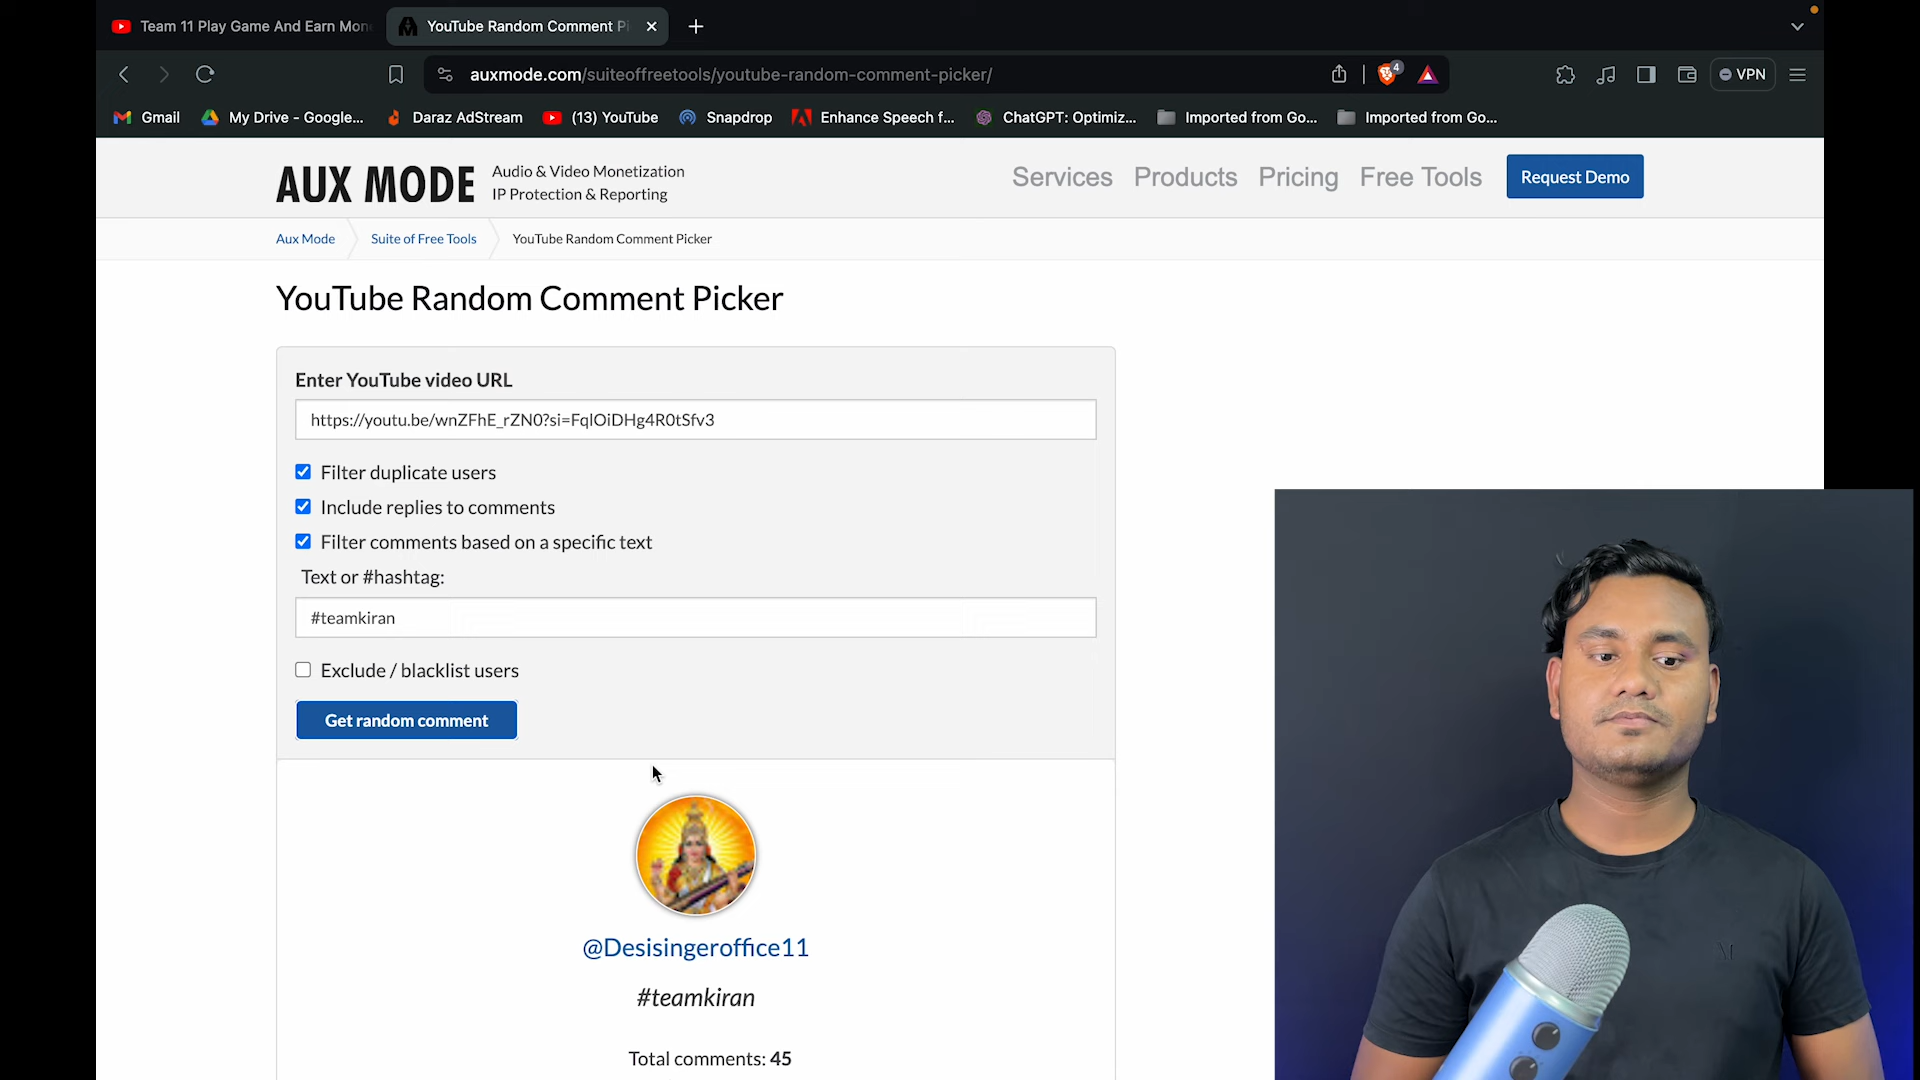 Team 11 Play Game And Earn Mon
YouTube Random Comment P
auxmode.com/suiteoffreetools/youtube-random-comment-picker/
4
VPN
Gmail
My Drive - Google...
Daraz AdStream
(13) YouTube
Snapdrop
Enhance Speech f...
ChatGPT: Optimiz...
Imported from Go...
Imported from Go...
AUX MODE
Audio & Video Monetization
IP Protection & Reporting
Services
Products
Pricing
Free Tools
Request Demo
Aux Mode
Suite of Free Tools
YouTube Random Comment Picker
YouTube Random Comment Picker
Enter YouTube video URL
https://youtu.be/wnZFhE_rZN0?si=FqlOiDHg4R0tSfv3
Filter duplicate users
Include replies to comments
Filter comments based on a specific text
Text or #hashtag:
#teamkiran
Exclude / blacklist users
Get random comment
@Desisingeroffice11
#teamkiran
Total comments: 45